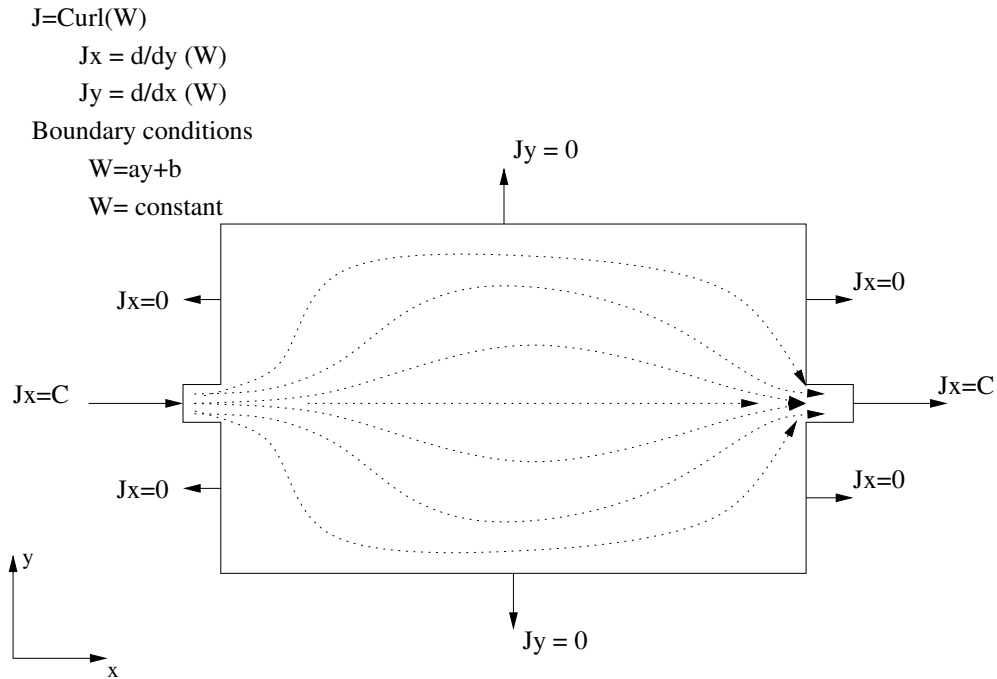 J=Curl(W)
Jx = d/dy (W)
Jy = d/dx (W)
Boundary conditions
W=ay+b
W= constant
Jy = 0
Jx=0
Jx=0
Jx=C
Jx=C
Jx=0
Jx=0
Jy = 0
y
x